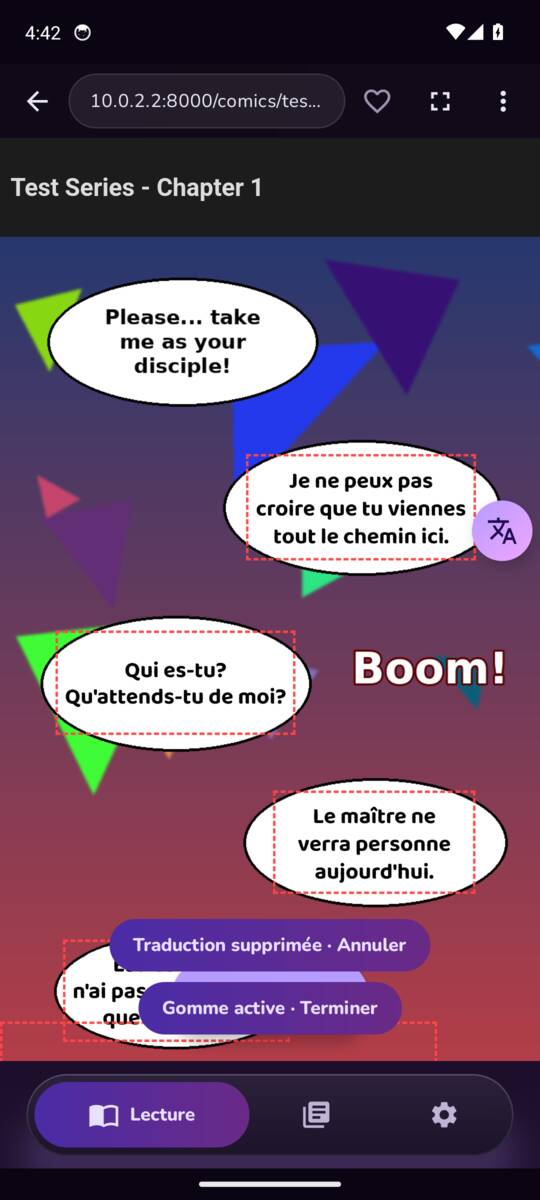 4:42
10.0.2.2:8000/comics/tes...
Test Series - Chapter 1
Please... take
me as your
disciple!
Je ne peux pas
croire que tu viennes
tout le chemin ici.
Qui es-tu?
Qu'attends-tu de moi?
Boom!
Le maître ne
verra personne
aujourd'hui.
Traduction supprimée · Annuler
n'ai pas
Gomme active · Terminer
que
Lecture